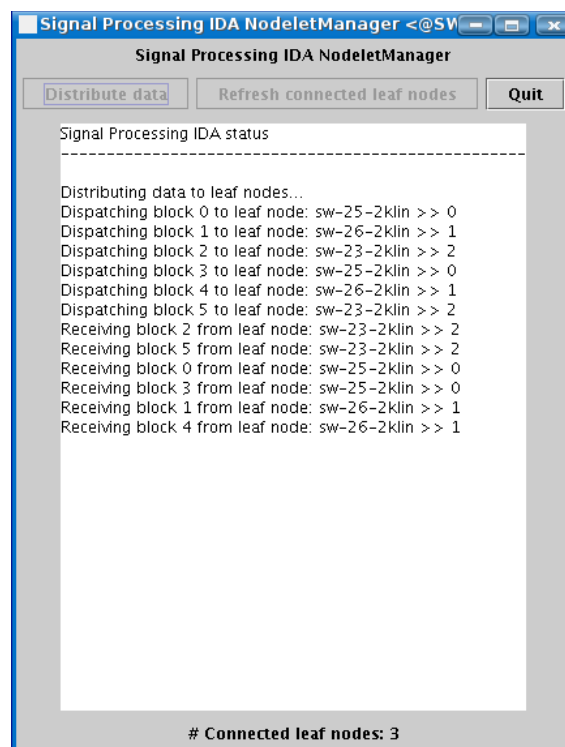 Signal Processing IDA NodeletManager <@SW
Signal Processing IDA NodeletManager
Distribute data Refresh connected leaf nodes Quit
Signal Processing IDA status
----------------------------------------------------
Distributing data to leaf nodes...
Dispatching block 0 to leaf node: sw-25-2klin >> 0
Dispatching block 1 to leaf node: sw-26-2klin >> 1
Dispatching block 2 to leaf node: sw-23-2klin >> 2
Dispatching block 3 to leaf node: sw-25-2klin >> 0
Dispatching block 4 to leaf node: sw-26-2klin >> 1
Dispatching block 5 to leaf node: sw-23-2klin >> 2
Receiving block 2 from leaf node: sw-23-2klin >> 2
Receiving block 5 from leaf node: sw-23-2klin >> 2
Receiving block 0 from leaf node: sw-25-2klin >> 0
Receiving block 3 from leaf node: sw-25-2klin >> 0
Receiving block 1 from leaf node: sw-26-2klin >> 1
Receiving block 4 from leaf node: sw-26-2klin >> 1
# Connected leaf nodes: 3